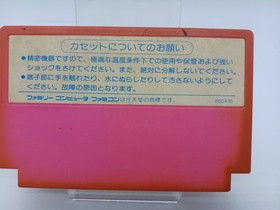 カセットについてのお願い
●精密機器ですので、極端な温度条件下での使用や保管および強い
ショックをさけてください。また、絶対に分解しないでください。
●端子部に手を触れたり、水にぬらしたりして汚さないようにして
ください。故障の原因となります。
ファミリー コンピュータ ファミコンは任天堂の商標です。